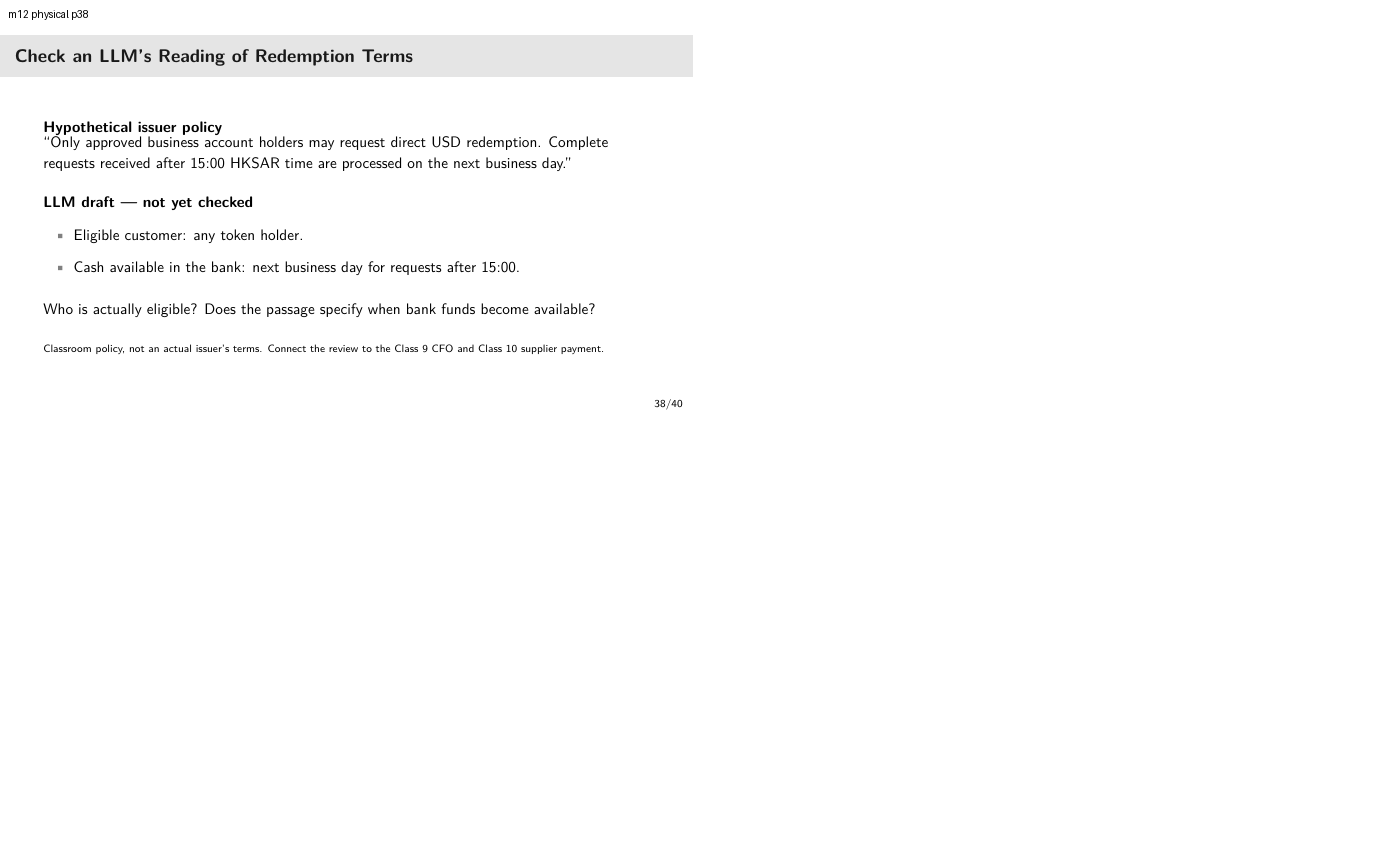 m12 physical p38
Check an LLM's Reading of Redemption Terms
Hypothetical issuer policy
“Only approved business account holders may request direct USD redemption. Complete
requests received after 15:00 HKSAR time are processed on the next business day.”
LLM draft — not yet checked
▪ Eligible customer: any token holder.
▪ Cash available in the bank: next business day for requests after 15:00.
Who is actually eligible? Does the passage specify when bank funds become available?
Classroom policy, not an actual issuer's terms. Connect the review to the Class 9 CFO and Class 10 supplier payment.
38/40